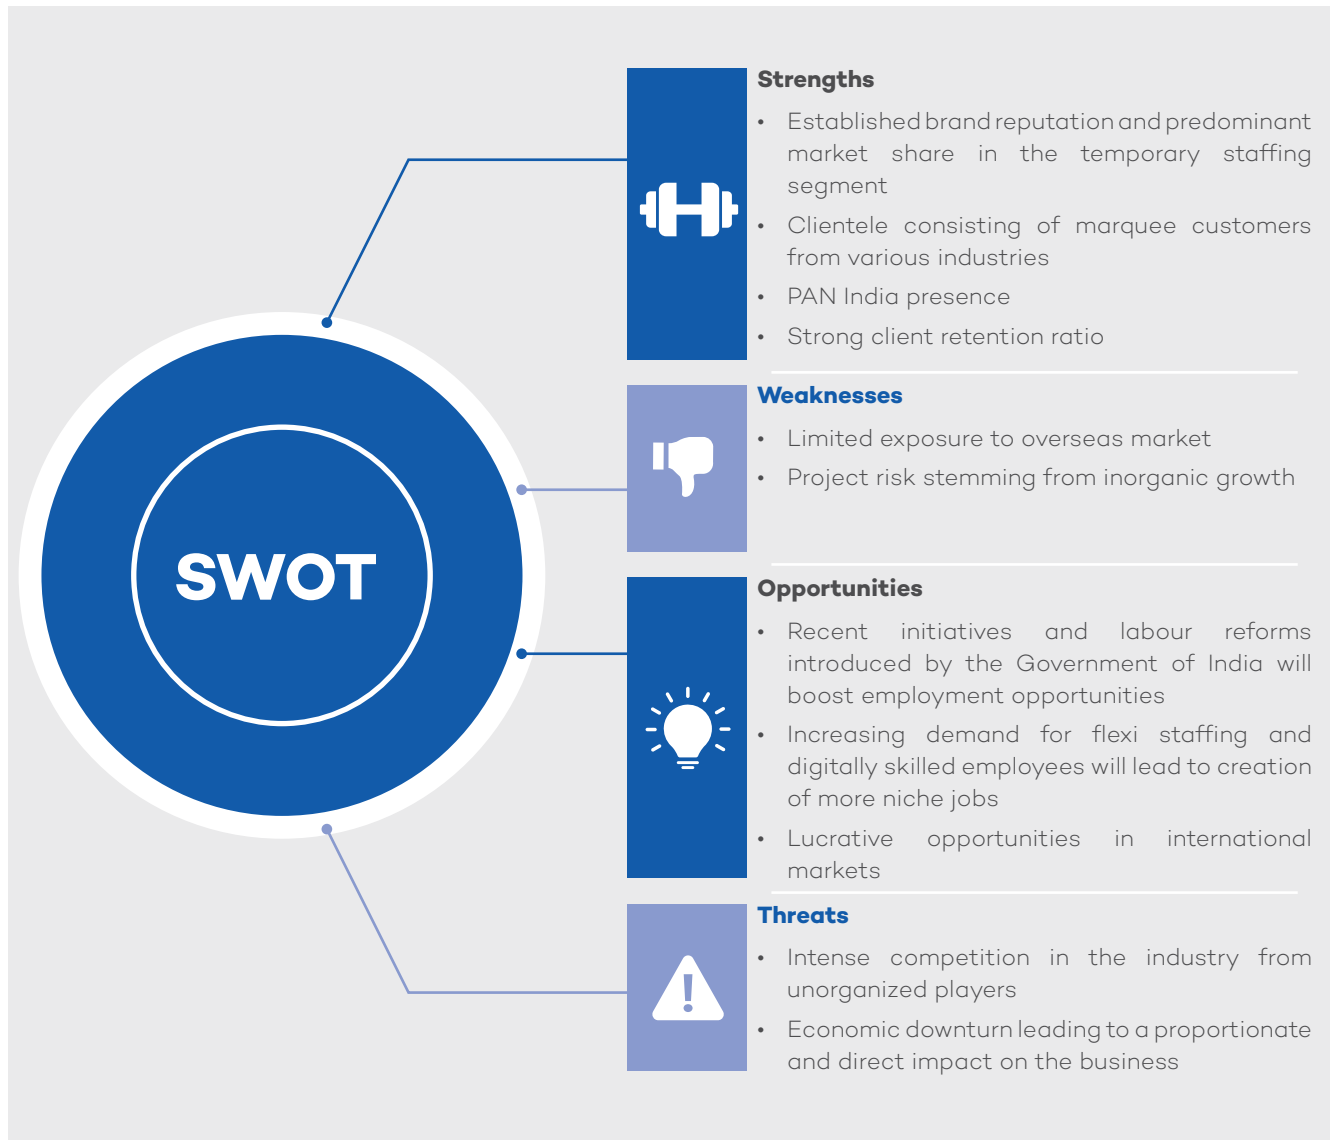 SWOT
Strengths
• Established brand reputation and predominant
market share in the temporary staffing
segment
• Clientele consisting of marquee customers
from various industries
• PAN India presence
• Strong client retention ratio
Weaknesses
• Limited exposure to overseas market
• Project risk stemming from inorganic growth
Opportunities
• Recent initiatives and labour reforms
introduced by the Government of India will
boost employment opportunities
• Increasing demand for flexi staffing and
digitally skilled employees will lead to creation
of more niche jobs
• Lucrative opportunities in international
markets
Threats
• Intense competition in the industry from
unorganized players
• Economic downturn leading to a proportionate
and direct impact on the business